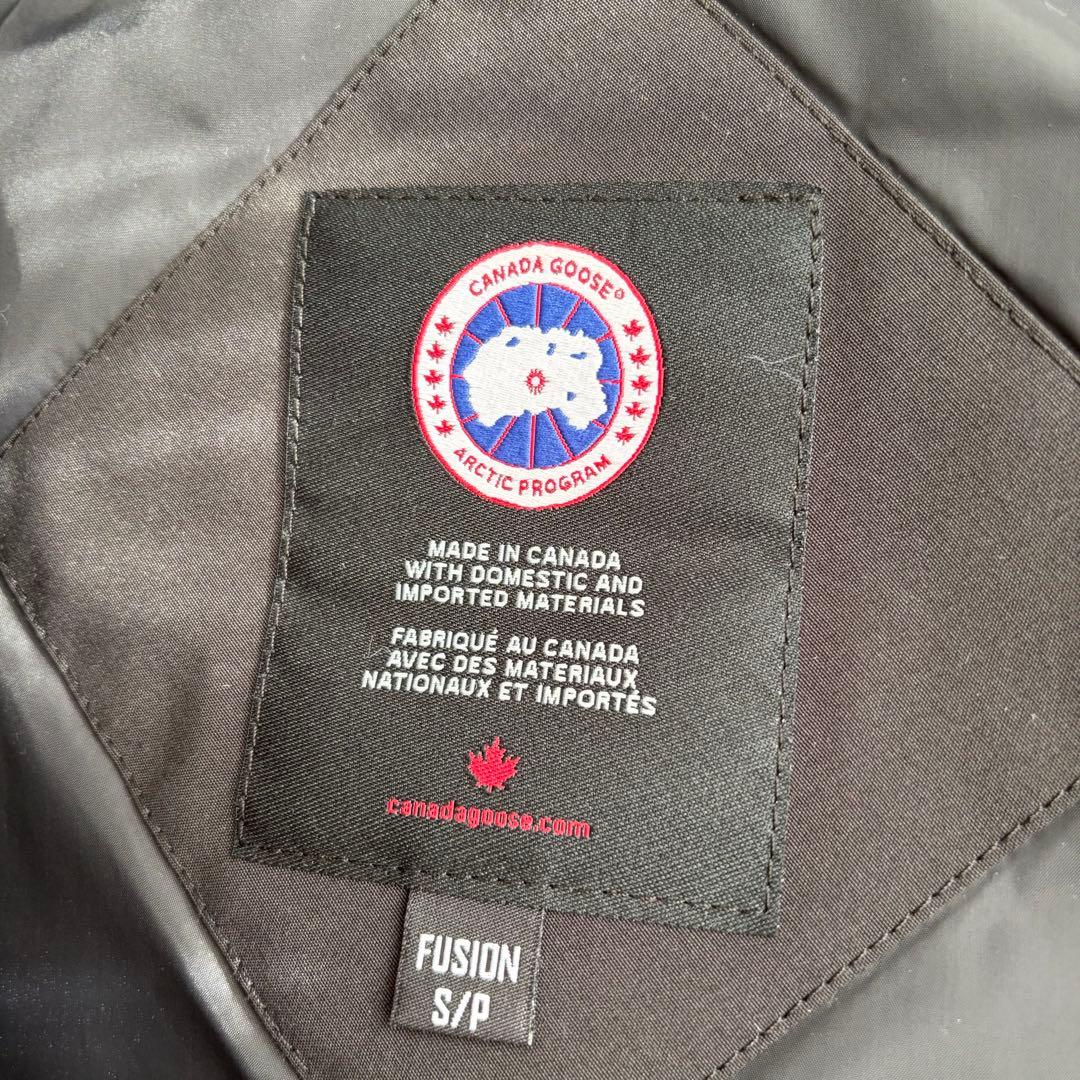 CANADA GOOSE®
ARCTIC PROGRAM
MADE IN CANADA
WITH DOMESTIC AND
IMPORTED MATERIALS
FABRIQUÉ AU CANADA
AVEC DES MATERIAUX
NATIONAUX ET IMPORTÉS
canadagoose.com
FUSION
S/P